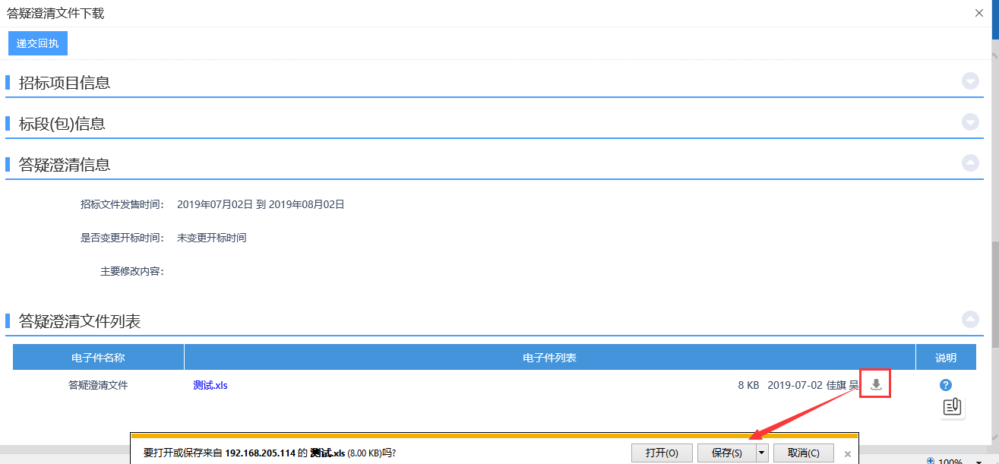 答疑澄清文件下载
递交回执
招标项目信息
标段(包)信息
答疑澄清信息
招标文件发售时间： 2019年07月02日 到 2019年08月02日
是否变更开标时间： 未变更开标时间
主要修改内容：
答疑澄清文件列表
电子件名称 电子件列表 说明
答疑澄清文件 测试.xls 8 KB 2019-07-02 佳旗 吴
要打开或保存来自 192.168.205.114 的 测试.xls (8.00 KB)吗? 打开(O) 保存(S) 取消(C)
100%